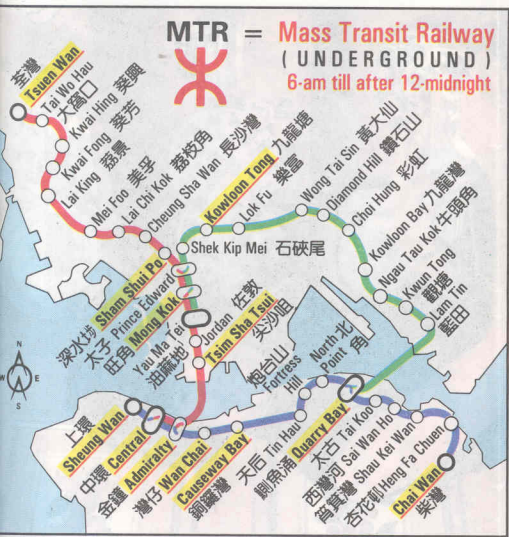 MTR = Mass Transit Railway
( UNDERGROUND )
6-am till after 12-midnight
荃灣
Tsuen Wan
Tai Wo Hau
大窩口
Kwai Hing 葵興
Kwai Fong 葵芳
Lai King 荔景
Mei Foo 美孚
Lai Chi Kok 荔枝角
Cheung Sha Wan 長沙灣
Kowloon Tong 九龍塘
Lok Fu 樂富
Wong Tai Sin 黃大仙
Diamond Hill 鑽石山
Choi Hung 彩虹
Kowloon Bay 九龍灣
Ngau Tau Kok 牛頭角
Kwun Tong
觀塘
Lam Tin
藍田
Shek Kip Mei 石硤尾
Sham Shui Po
深水埗
Prince Edward
太子
Mong Kok
旺角
Yau Ma Tei
油蔴地
Jordan 佐敦
Tsim Sha Tsui
尖沙咀
N
W E
S
上環
Sheung Wan
中環 Central
金鐘 Admiralty
灣仔 Wan Chai
Causeway Bay
銅鑼灣
天后 Tin Hau
炮台山
Fortress
Hill
North 北
Point 角
鰂魚涌 Quarry Bay
太古 Tai Koo
西灣河 Sai Wan Ho
筲箕灣 Shau Kei Wan
杏花邨 Heng Fa Chuen
Chai Wan
柴灣